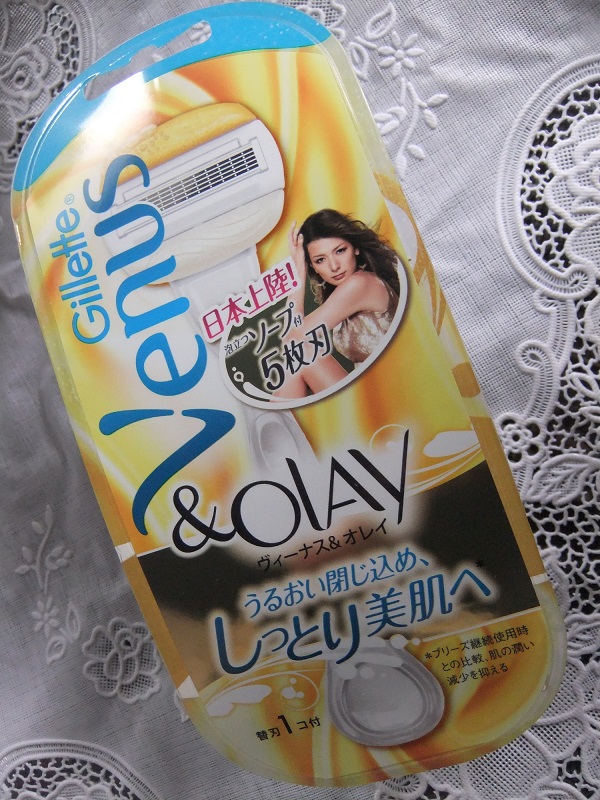 Gillette®
Venus
日本上陸!
泡立つソープ付
5枚刃
&OLAY
ヴィーナス&オレイ
うるおい閉じ込め、
しっとり美肌へ*
*ブリーズ継続使用時
との比較、肌の潤い
減少を抑える
替刃1コ付